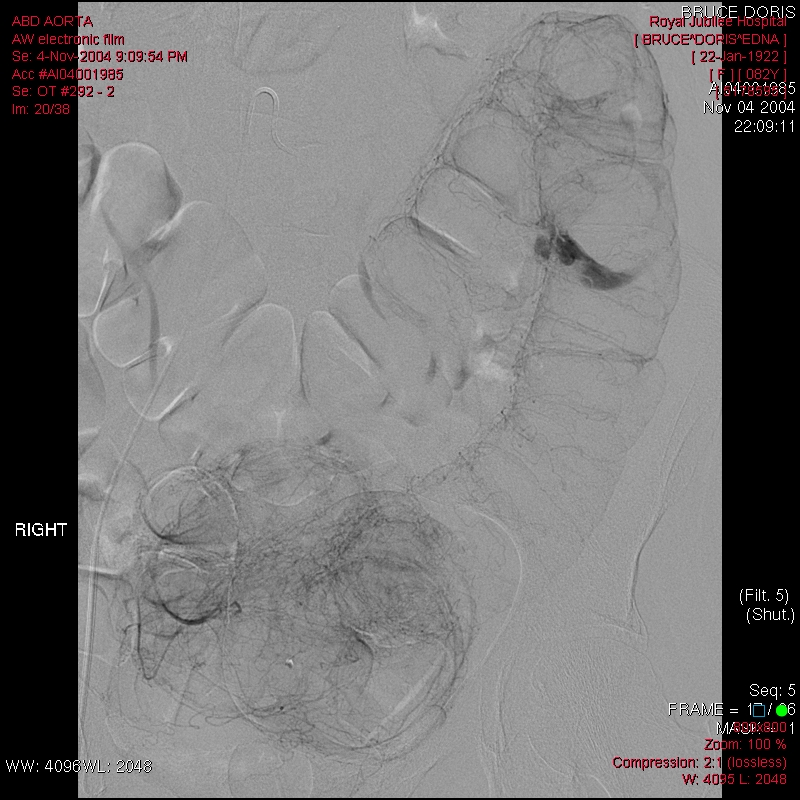 ABD AORTA
AW electronic film
Se: 4-Nov-2004 9:09:54 PM
Acc #AI04001985
Se: OT #292 - 2
Im: 20/38
BRUCE DORIS
Royal Jubilee Hospital
[ BRUCE^DORIS^EDNA ]
[ 22-Jan-1922 ]
[ F ] [ 082Y ]
AI04001985
Nov 04 2004
22:09:11
RIGHT
(Filt. 5)
(Shut.)
Seq: 5
FRAME =
Zoom: 100 %
Compression: 2:1 (lossless)
W: 4095 L: 2048
WW: 4096WL: 2048